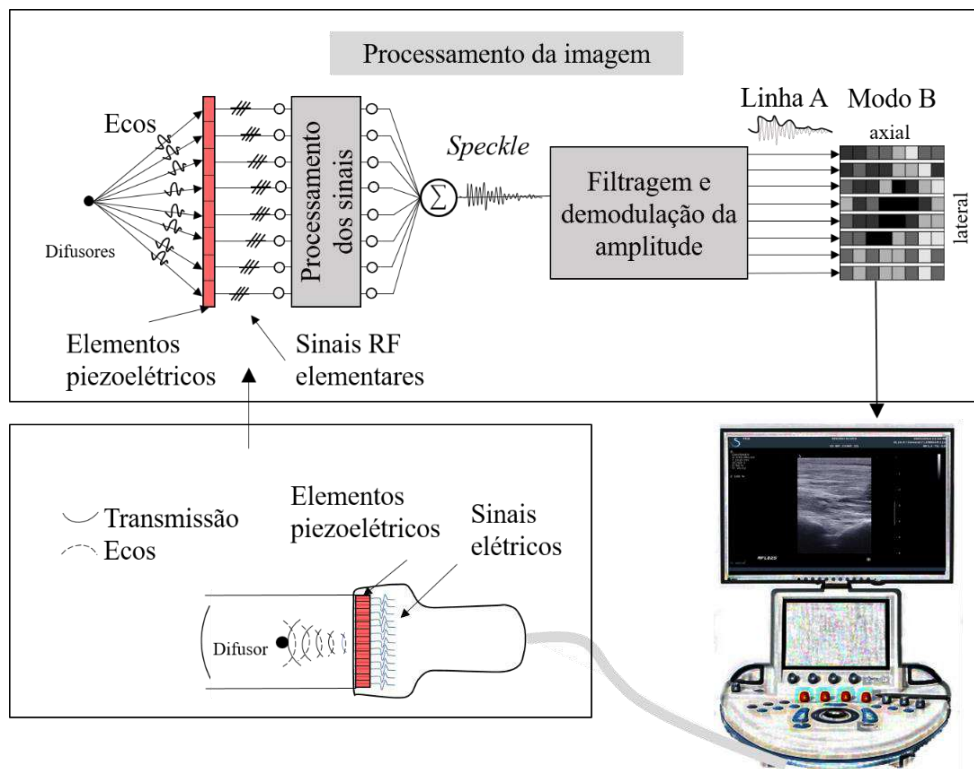 Processamento da imagem
Ecos
Difusores
Elementos
piezoelétricos
Sinais RF
elementares
Processamento
dos sinais
Σ
Speckle
Filtragem e
demodulação da
amplitude
Linha A
Modo B
axial
lateral
Transmissão
Ecos
Difusor
Elementos
piezoelétricos
Sinais
elétricos